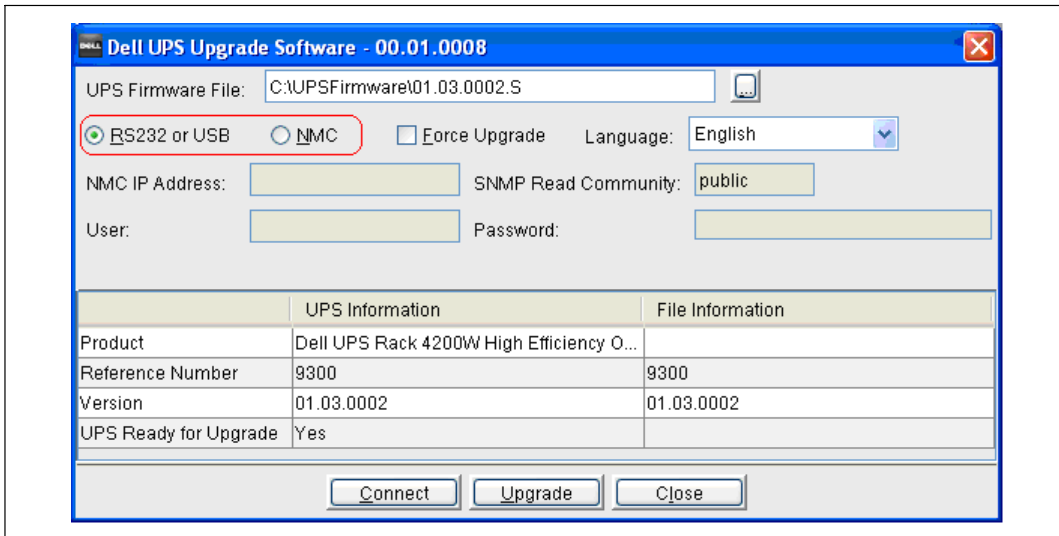 DELL Dell UPS Upgrade Software - 00.01.0008
UPS Firmware File: C:\UPSFirmware\01.03.0002.S ...
RS232 or USB NMC Force Upgrade Language: English
NMC IP Address: SNMP Read Community: public
User: Password:
UPS Information File Information
Product Dell UPS Rack 4200W High Efficiency O...
Reference Number 9300 9300
Version 01.03.0002 01.03.0002
UPS Ready for Upgrade Yes
Connect Upgrade Close